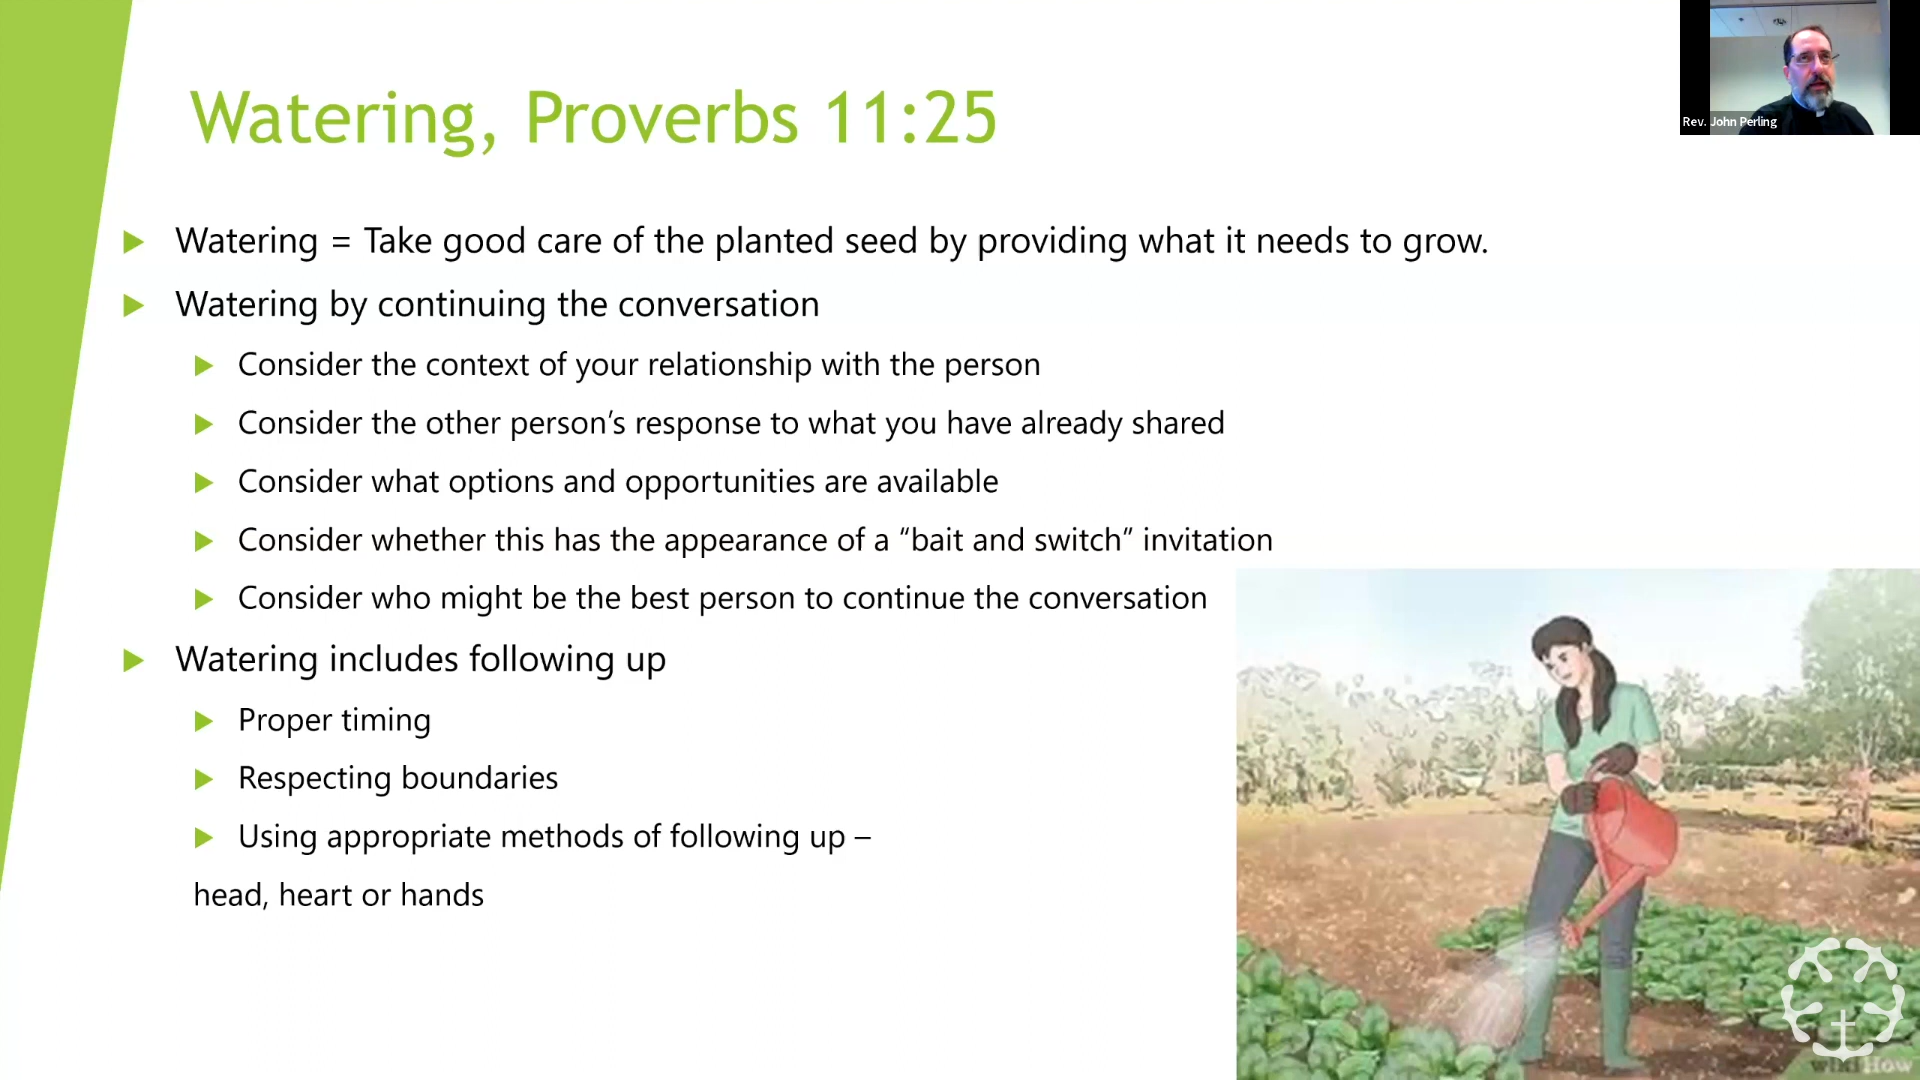 Watering, Proverbs 11:25
Rev. John Perling
Watering = Take good care of the planted seed by providing what it needs to grow.
Watering by continuing the conversation
Consider the context of your relationship with the person
Consider the other person’s response to what you have already shared
Consider what options and opportunities are available
Consider whether this has the appearance of a “bait and switch” invitation
Consider who might be the best person to continue the conversation
Watering includes following up
Proper timing
Respecting boundaries
Using appropriate methods of following up –
head, heart or hands
wikiHow